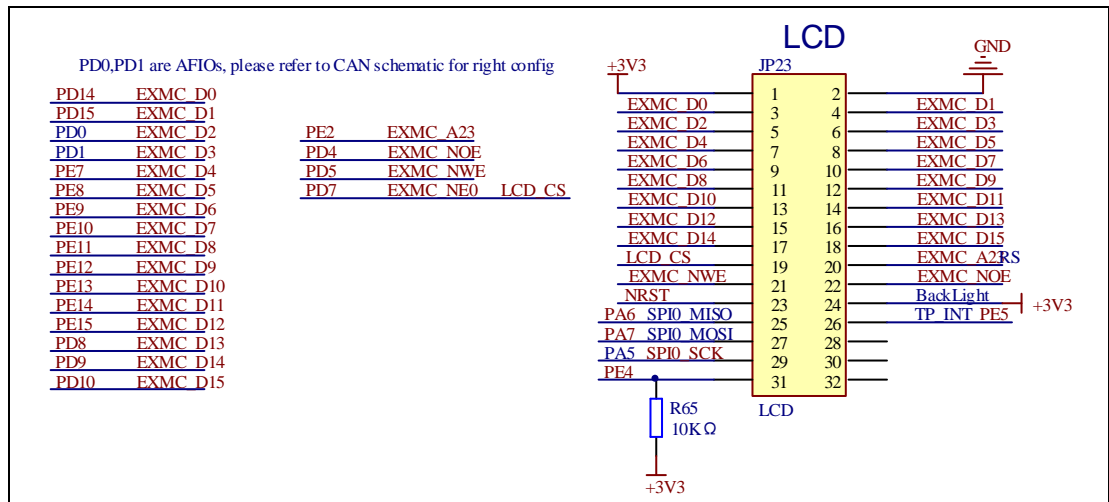 LCD
PD0,PD1 are AFIOs, please refer to CAN schematic for right config
PD14 EXMC_D0
PD15 EXMC_D1
PD0 EXMC_D2
PD1 EXMC_D3
PE7 EXMC_D4
PE8 EXMC_D5
PE9 EXMC_D6
PE10 EXMC_D7
PE11 EXMC_D8
PE12 EXMC_D9
PE13 EXMC_D10
PE14 EXMC_D11
PE15 EXMC_D12
PD8 EXMC_D13
PD9 EXMC_D14
PD10 EXMC_D15
PE2 EXMC_A23
PD4 EXMC_NOE
PD5 EXMC_NWE
PD7 EXMC_NE0 LCD_CS
+3V3 JP23 GND
1 2
EXMC_D0 3 4 EXMC_D1
EXMC_D2 5 6 EXMC_D3
EXMC_D4 7 8 EXMC_D5
EXMC_D6 9 10 EXMC_D7
EXMC_D8 11 12 EXMC_D9
EXMC_D10 13 14 EXMC_D11
EXMC_D12 15 16 EXMC_D13
EXMC_D14 17 18 EXMC_D15
LCD_CS 19 20 EXMC_A23RS
EXMC_NWE 21 22 EXMC_NOE
NRST 23 24 BackLight +3V3
PA6 SPI0_MISO 25 26 TP_INT PE5
PA7 SPI0_MOSI 27 28
PA5 SPI0_SCK 29 30
PE4 31 32
R65 LCD
10KΩ
+3V3